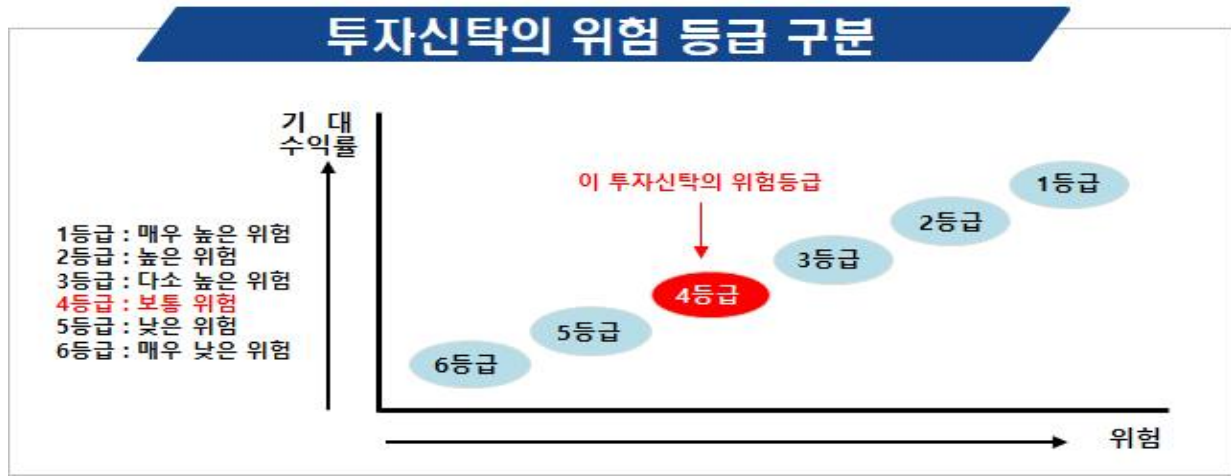 투자신탁의 위험 등급 구분
기 대
수익률
이 투자신탁의 위험등급
1등급
2등급
3등급
4등급
5등급
6등급
1등급 : 매우 높은 위험
2등급 : 높은 위험
3등급 : 다소 높은 위험
4등급 : 보통 위험
5등급 : 낮은 위험
6등급 : 매우 낮은 위험
위험